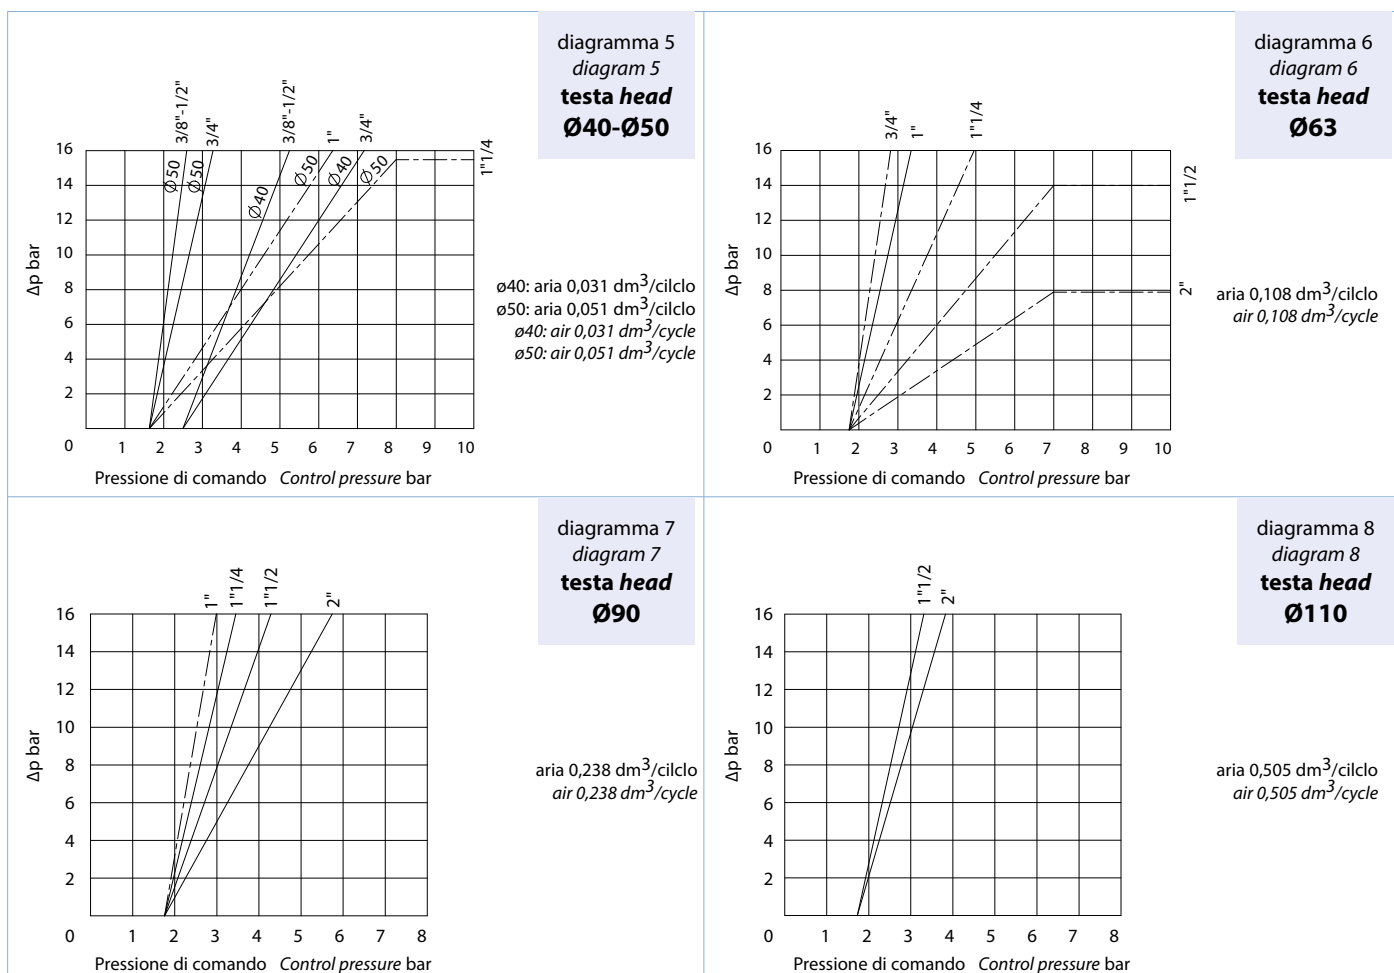 diagramma 5
diagram 5
testa head
Ø40-Ø50
3/8"-1/2"
3/4"
3/8"-1/2"
1"
3/4"
1"1/4
Ø50
Ø50
Ø40
Ø50
Ø40
Ø50
16
14
12
10
8
6
4
2
0 1 2 3 4 5 6 7 8 9 10
Δp bar
Pressione di comando Control pressure bar
ø40: aria 0,031 dm³/cilclo
ø50: aria 0,051 dm³/cilclo
ø40: air 0,031 dm³/cycle
ø50: air 0,051 dm³/cycle
diagramma 6
diagram 6
testa head
Ø63
3/4"
1"
1"1/4
1"1/2
2"
16
14
12
10
8
6
4
2
0 1 2 3 4 5 6 7 8 9 10
Δp bar
Pressione di comando Control pressure bar
aria 0,108 dm³/cilclo
air 0,108 dm³/cycle
diagramma 7
diagram 7
testa head
Ø90
1"
1"1/4
1"1/2
2"
16
14
12
10
8
6
4
2
0 1 2 3 4 5 6 7 8
Δp bar
Pressione di comando Control pressure bar
aria 0,238 dm³/cilclo
air 0,238 dm³/cycle
diagramma 8
diagram 8
testa head
Ø110
1"1/2
2"
16
14
12
10
8
6
4
2
0 1 2 3 4 5 6 7 8
Δp bar
Pressione di comando Control pressure bar
aria 0,505 dm³/cilclo
air 0,505 dm³/cycle